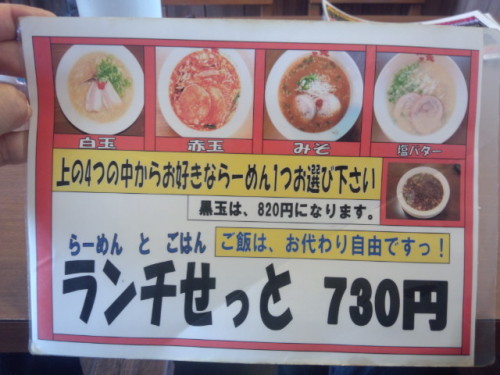 白玉 赤玉 みそ 塩バター
上の4つの中からお好きならーめん1つお選び下さい
黒玉は、820円になります。
らーめん と ごはん ご飯は、お代わり自由ですっ!
ランチせっと 730円